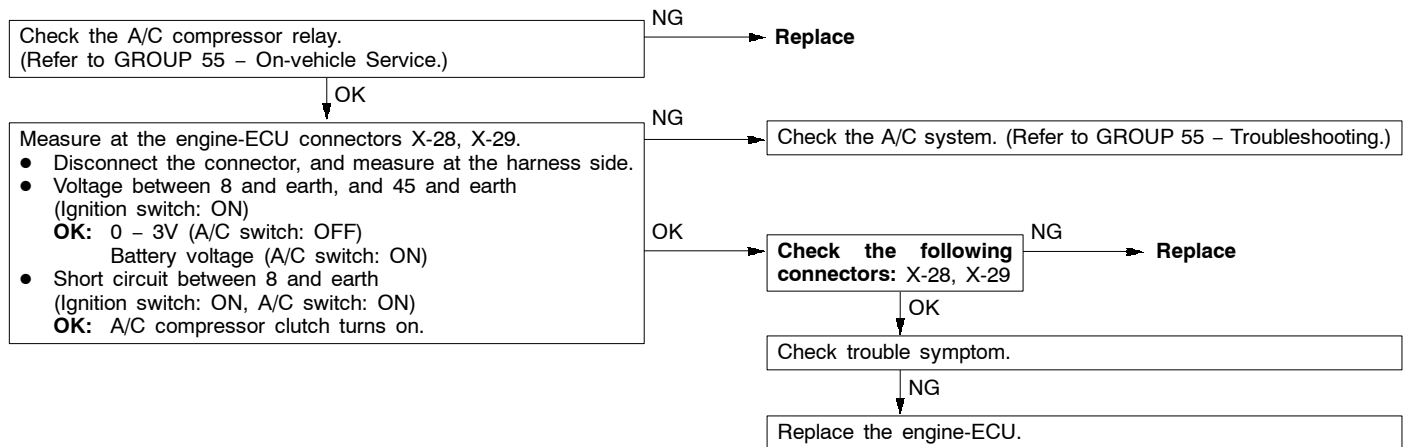 Check the A/C compressor relay.
(Refer to GROUP 55 – On-vehicle Service.)
NG
Replace
OK
Measure at the engine-ECU connectors X-28, X-29.
● Disconnect the connector, and measure at the harness side.
● Voltage between 8 and earth, and 45 and earth
(Ignition switch: ON)
OK: 0 – 3V (A/C switch: OFF)
Battery voltage (A/C switch: ON)
● Short circuit between 8 and earth
(Ignition switch: ON, A/C switch: ON)
OK: A/C compressor clutch turns on.
NG
Check the A/C system. (Refer to GROUP 55 – Troubleshooting.)
OK
Check the following
connectors: X-28, X-29
NG
Replace
OK
Check trouble symptom.
NG
Replace the engine-ECU.